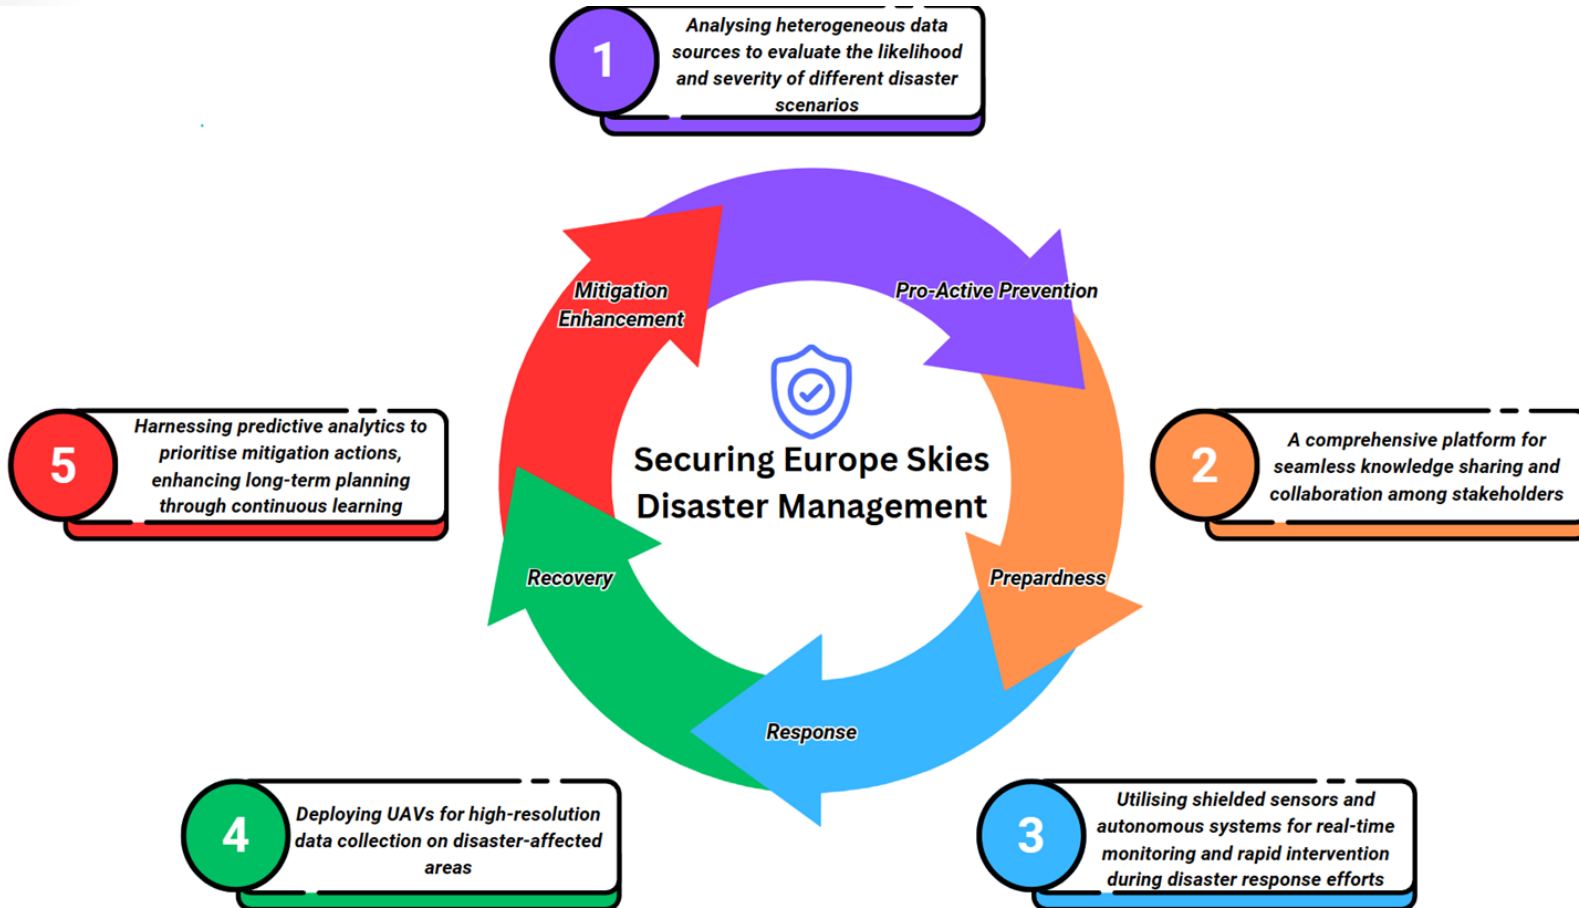 1
Analysing heterogeneous data
sources to evaluate the likelihood
and severity of different disaster
scenarios
Mitigation
Enhancement
Pro-Active Prevention
Securing Europe Skies
Disaster Management
5
Harnessing predictive analytics to
prioritise mitigation actions,
enhancing long-term planning
through continuous learning
2
A comprehensive platform for
seamless knowledge sharing and
collaboration among stakeholders
Recovery
Prepardness
Response
4
Deploying UAVs for high-resolution
data collection on disaster-affected
areas
3
Utilising shielded sensors and
autonomous systems for real-time
monitoring and rapid intervention
during disaster response efforts